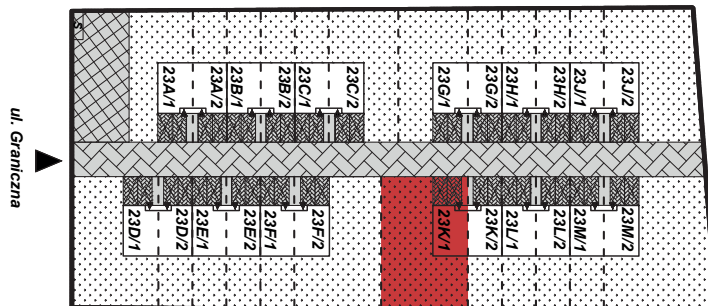 S
23A/1
23A/2
23B/1
23B/2
23C/1
23C/2
23G/1
23G/2
23H/1
23H/2
23J/1
23J/2
ul. Graniczna
23D/1
23D/2
23E/1
23E/2
23F/1
23F/2
23K/1
23K/2
23L/1
23L/2
23M/1
23M/2